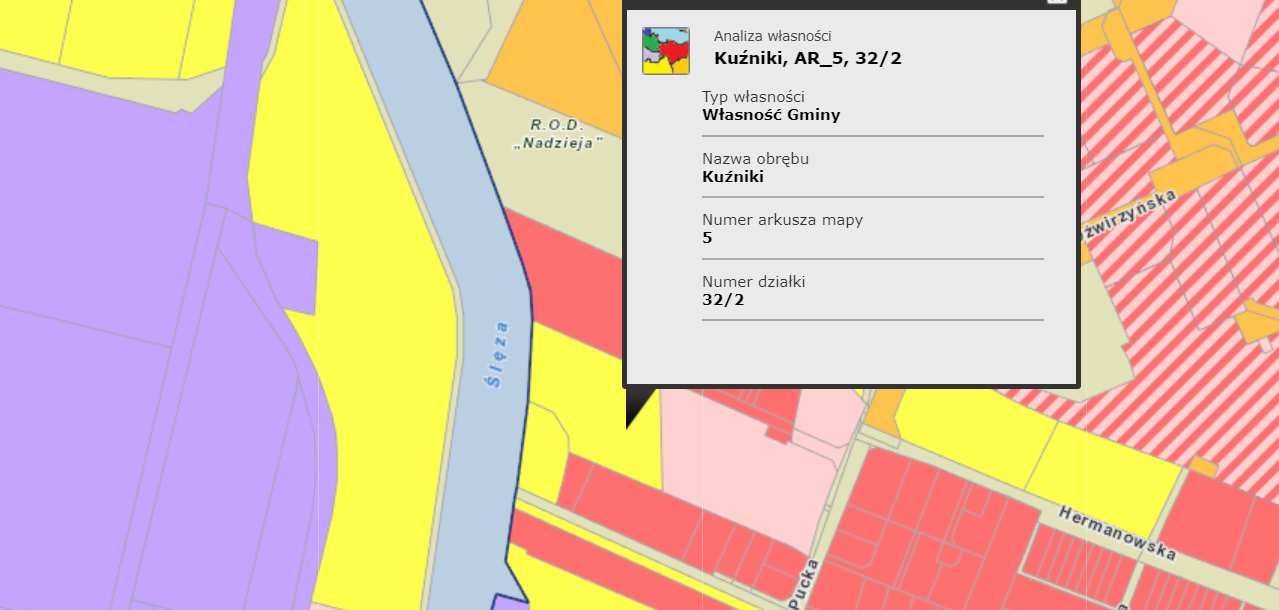 Analiza własności
Kuźniki, AR_5, 32/2
Typ własności
Własność Gminy
Nazwa obrębu
Kuźniki
Numer arkusza mapy
5
Numer działki
32/2
R.O.D.
„Nadzieja”
Ślęza
Hermanowska
Pucka